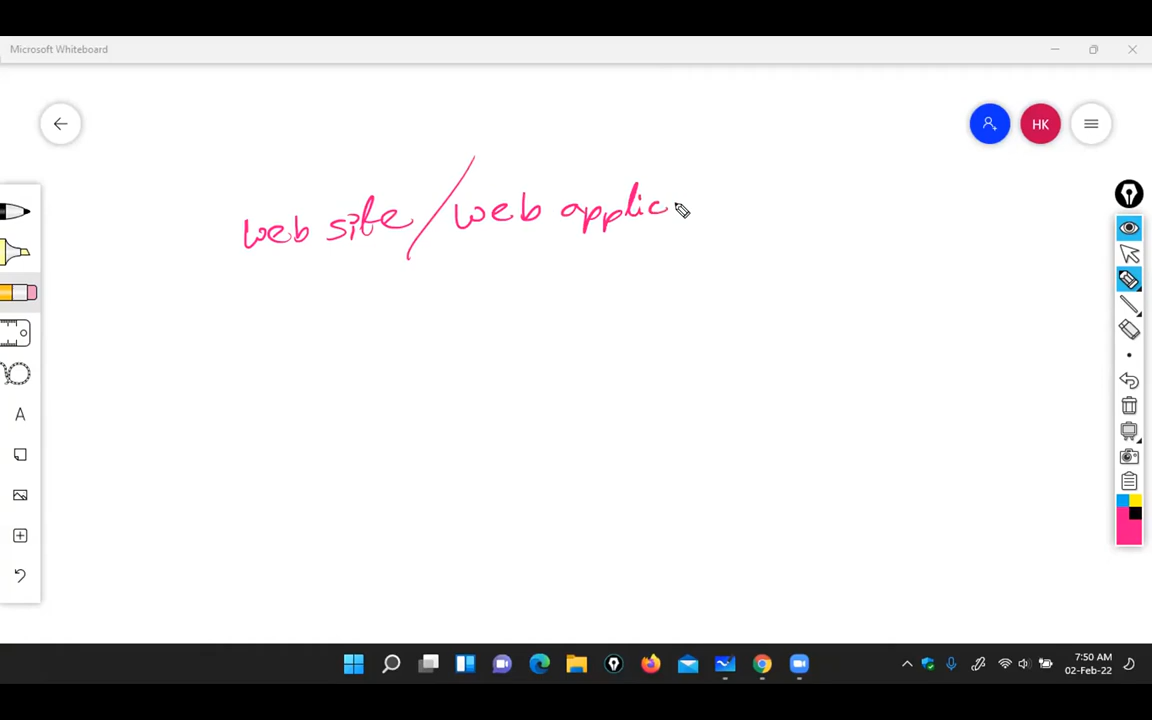 Microsoft Whiteboard
HK
web site / web applic
A
7:50 AM
02-Feb-22